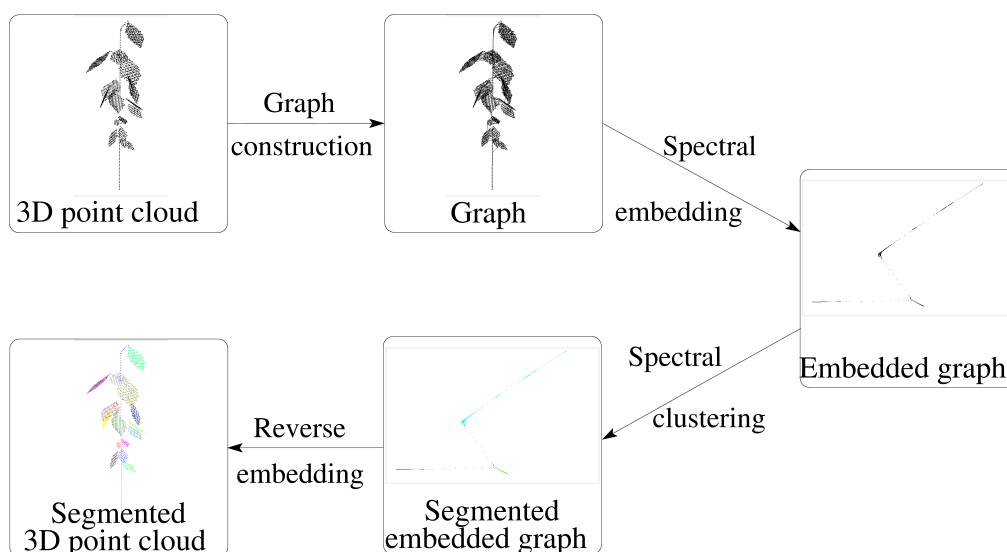 Graph
construction
3D point cloud
Graph
Spectral
embedding
Embedded graph
Spectral
clustering
Segmented
embedded graph
Reverse
embedding
Segmented
3D point cloud